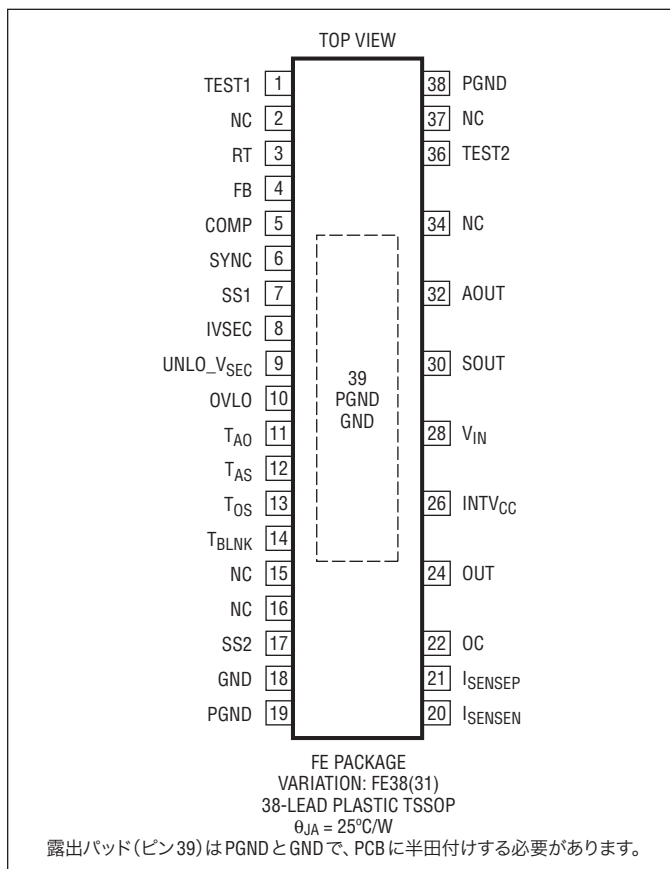 TOP VIEW
TEST1 1
NC 2
RT 3
FB 4
COMP 5
SYNC 6
SS1 7
IVSEC 8
UNLO_VSEC 9
OVLO 10
TAO 11
TAS 12
TOS 13
TBLNK 14
NC 15
NC 16
SS2 17
GND 18
PGND 19
39
PGND
GND
38 PGND
37 NC
36 TEST2
34 NC
32 AOUT
30 SOUT
28 VIN
26 INTVCC
24 OUT
22 OC
21 ISENSEP
20 ISENSEN
FE PACKAGE
VARIATION: FE38(31)
38-LEAD PLASTIC TSSOP
θJA = 25ºC/W
露出パッド(ピン39)はPGNDとGNDで、PCBに半田付けする必要があります。